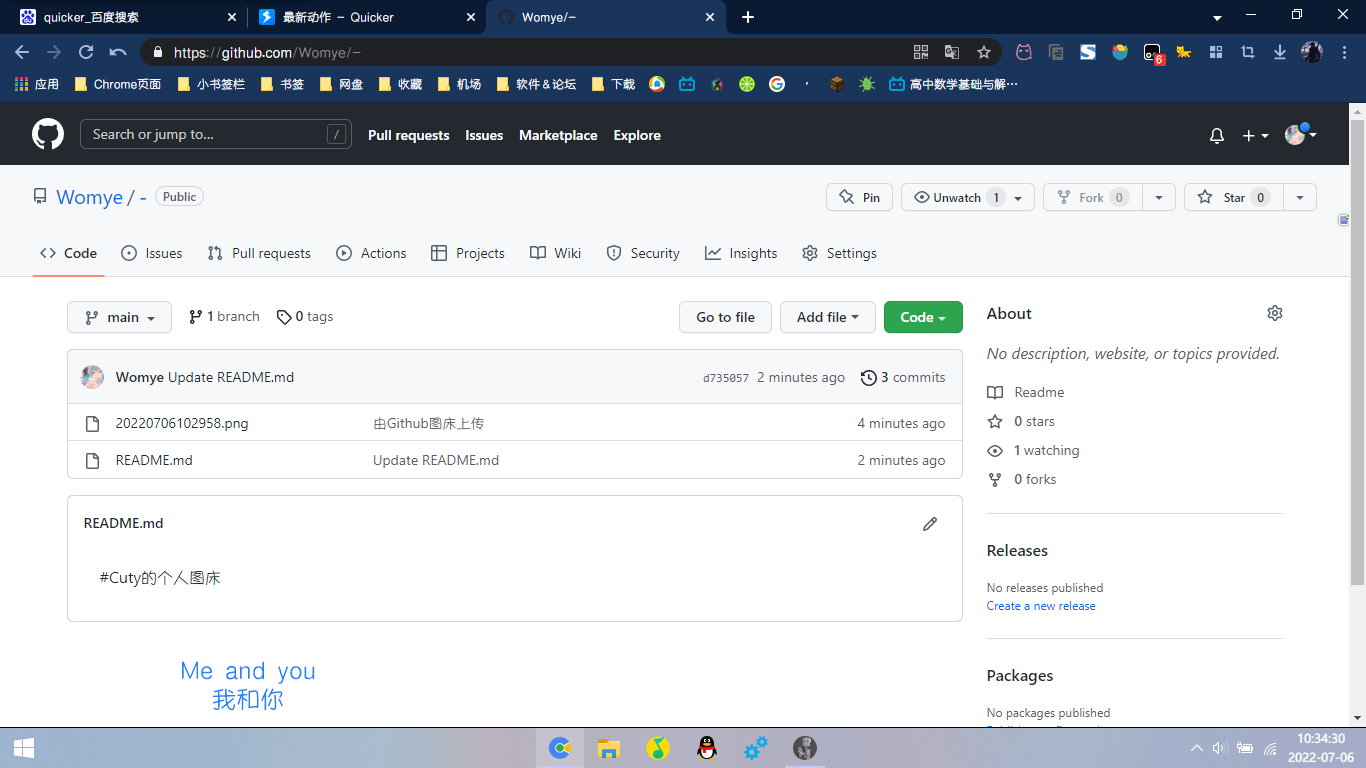 quicker_百度搜索
最新动作 - Quicker
Womye/-
https://github.com/Womye/-
6
应用
Chrome页面
小书签栏
书签
网盘
收藏
机场
软件＆论坛
下载
高中数学基础与解…
Search or jump to...
/
Pull requests
Issues
Marketplace
Explore
Womye / -
Public
Pin
Unwatch 1
Fork 0
Star 0
Code
Issues
Pull requests
Actions
Projects
Wiki
Security
Insights
Settings
main
1 branch
0 tags
Go to file
Add file
Code
Womye Update README.md
d735057 2 minutes ago
3 commits
20220706102958.png
由Github图床上传
4 minutes ago
README.md
Update README.md
2 minutes ago
README.md
#Cuty的个人图床
About
No description, website, or topics provided.
Readme
0 stars
1 watching
0 forks
Releases
No releases published
Create a new release
Packages
No packages published
Me and you
我和你
10:34:30
2022-07-06